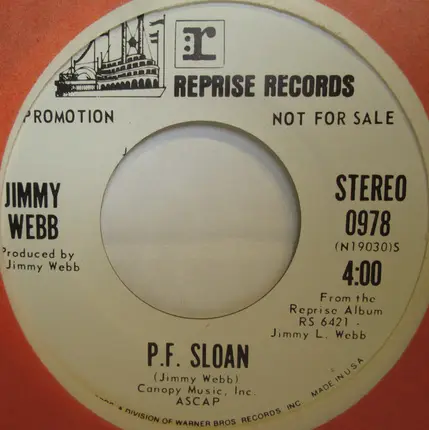 r
REPRISE RECORDS
PROMOTION
NOT FOR SALE
JIMMY
WEBB
Produced by
Jimmy Webb
STEREO
0978
(N19030)S
4:00
From the
Reprise Album
RS 6421 -
Jimmy L. Webb
P.F. SLOAN
(Jimmy Webb)
Canopy Music, Inc.
ASCAP
A DIVISION OF WARNER BROS. RECORDS, INC. MADE IN U.S.A.